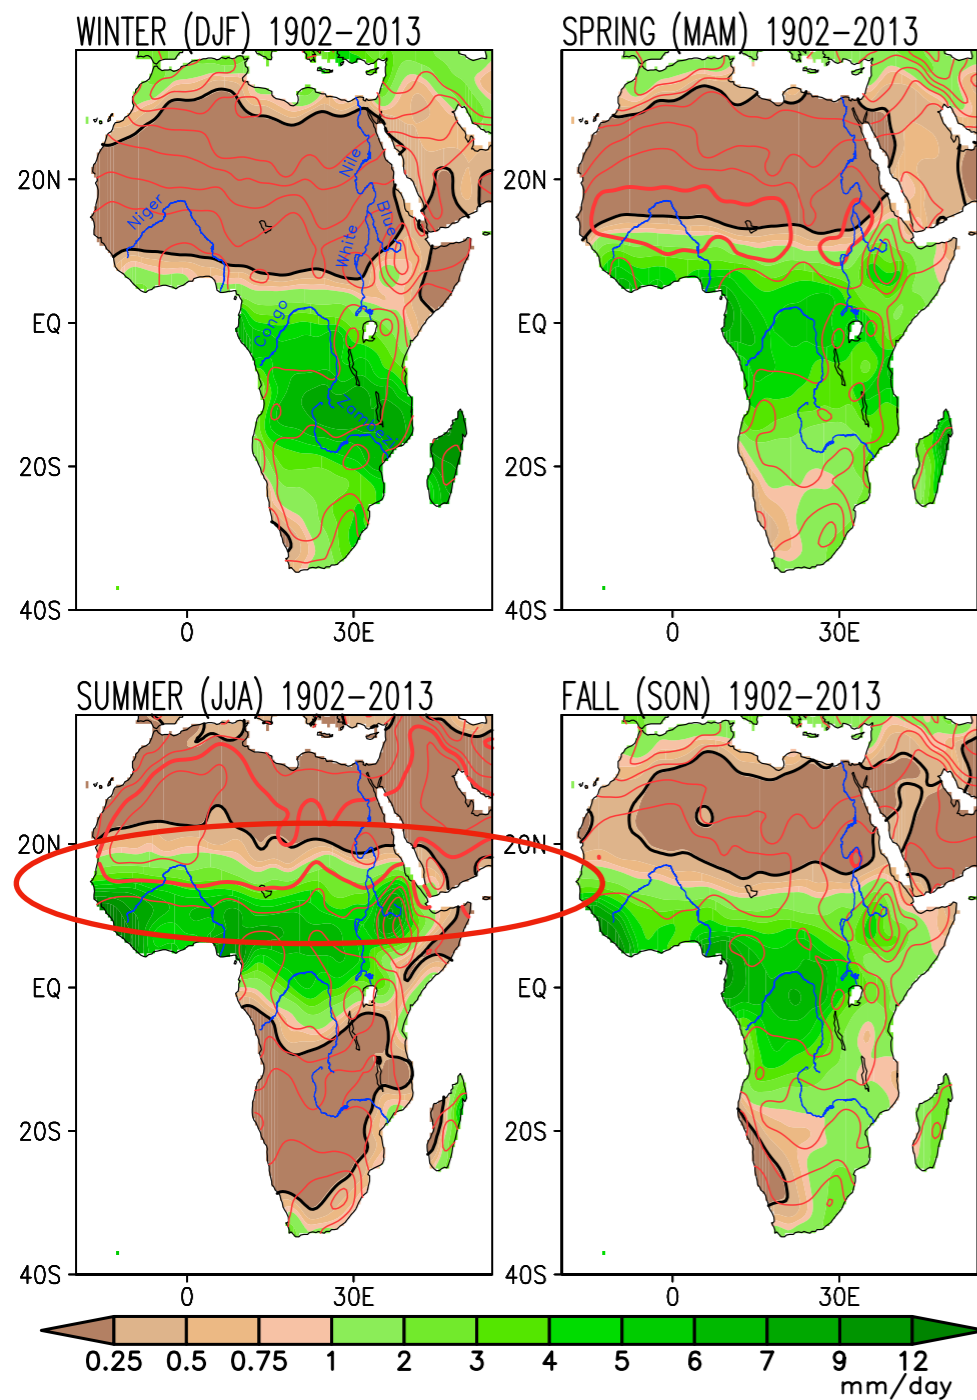 WINTER (DJF) 1902-2013
SPRING (MAM) 1902-2013
20N
EQ
20S
40S
0
30E
Niger
Nile
White
Blue
Congo
Zambezi
20N
EQ
20S
40S
0
30E
SUMMER (JJA) 1902-2013
FALL (SON) 1902-2013
20N
EQ
20S
40S
0
30E
20N
EQ
20S
40S
0
30E
0.25 0.5 0.75 1 2 3 4 5 6 7 9 12
mm/day